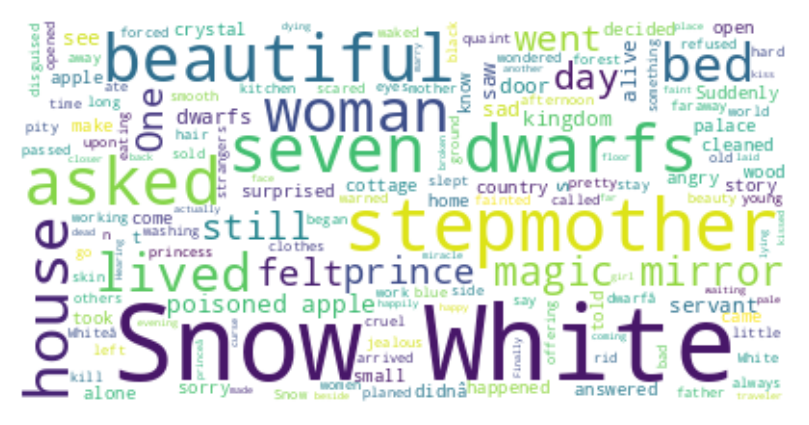 disguised
opened
see
away
forced
crystal
apple
ate
time
long
smooth
pity
make
dwarfs
hair
passed
upon
eating
sold
strangers
closer
back
One
beautiful
dying
waked
marry
black
quaint
place
woman
kitchen
scared
eyes
mother
another
know
wondered
forest
went
decided
open
refused
hard
bed
kiss
something
day
saw
door
alive
sad
afternoon
kingdom
faint
Suddenly
faraway
world
palace
seven dwarfs
broken
ground
floor
old
laid
cleaned
asked
surprised
face
cottage
slept
home
warned
country
fainted
called
pretty
stay
far
angry
wood
story
beauty
young
kissed
lying
s
began
stepmother
working
come
actually
washing
dead
n
t
still
clothes
princess
house
go
Hearing
skin
lived
felt
prince
miracle
magic mirror
girl
waiting
pale
others
took
poisoned apple
work
blue
side
happily
happy
say
dwarfâ
told
servant
came
Whiteâ
evening
curse
cruel
offering
coming
little
left
princeâ
jealous
arrived
Finally
rid
bad
White
kill
Snow White
small
alone
sorry
made
Snow
women
beside
planed
didnâ
happened
answered
father
always
traveler